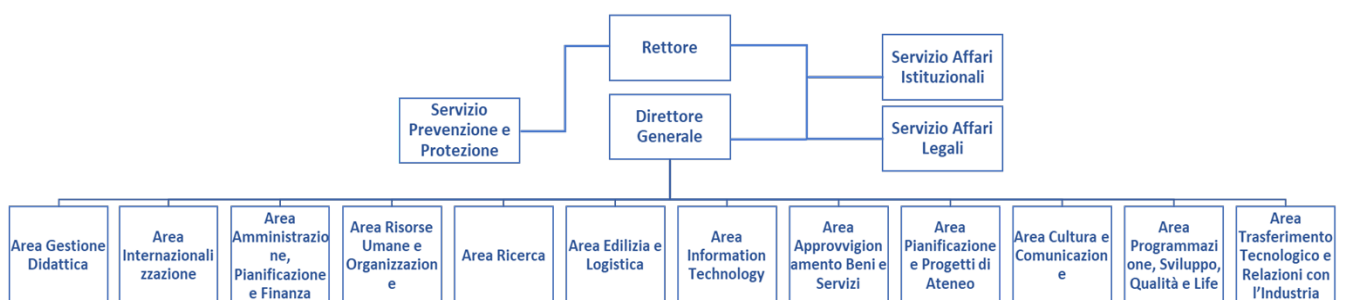 Rettore
Servizio Affari
Istituzionali
Servizio
Prevenzione e
Protezione
Direttore
Generale
Servizio Affari
Legali
Area Gestione
Didattica
Area
Internazionali
zzazione
Area
Amministrazio
ne,
Pianificazione
e Finanza
Area Risorse
Umane e
Organizzazion
e
Area Ricerca
Area Edilizia e
Logistica
Area
Information
Technology
Area
Approvvigion
amento Beni e
Servizi
Area
Pianificazione
e Progetti di
Ateneo
Area Cultura e
Comunicazion
e
Area
Programmazi
one, Sviluppo,
Qualità e Life
Area
Trasferimento
Tecnologico e
Relazioni con
l'Industria